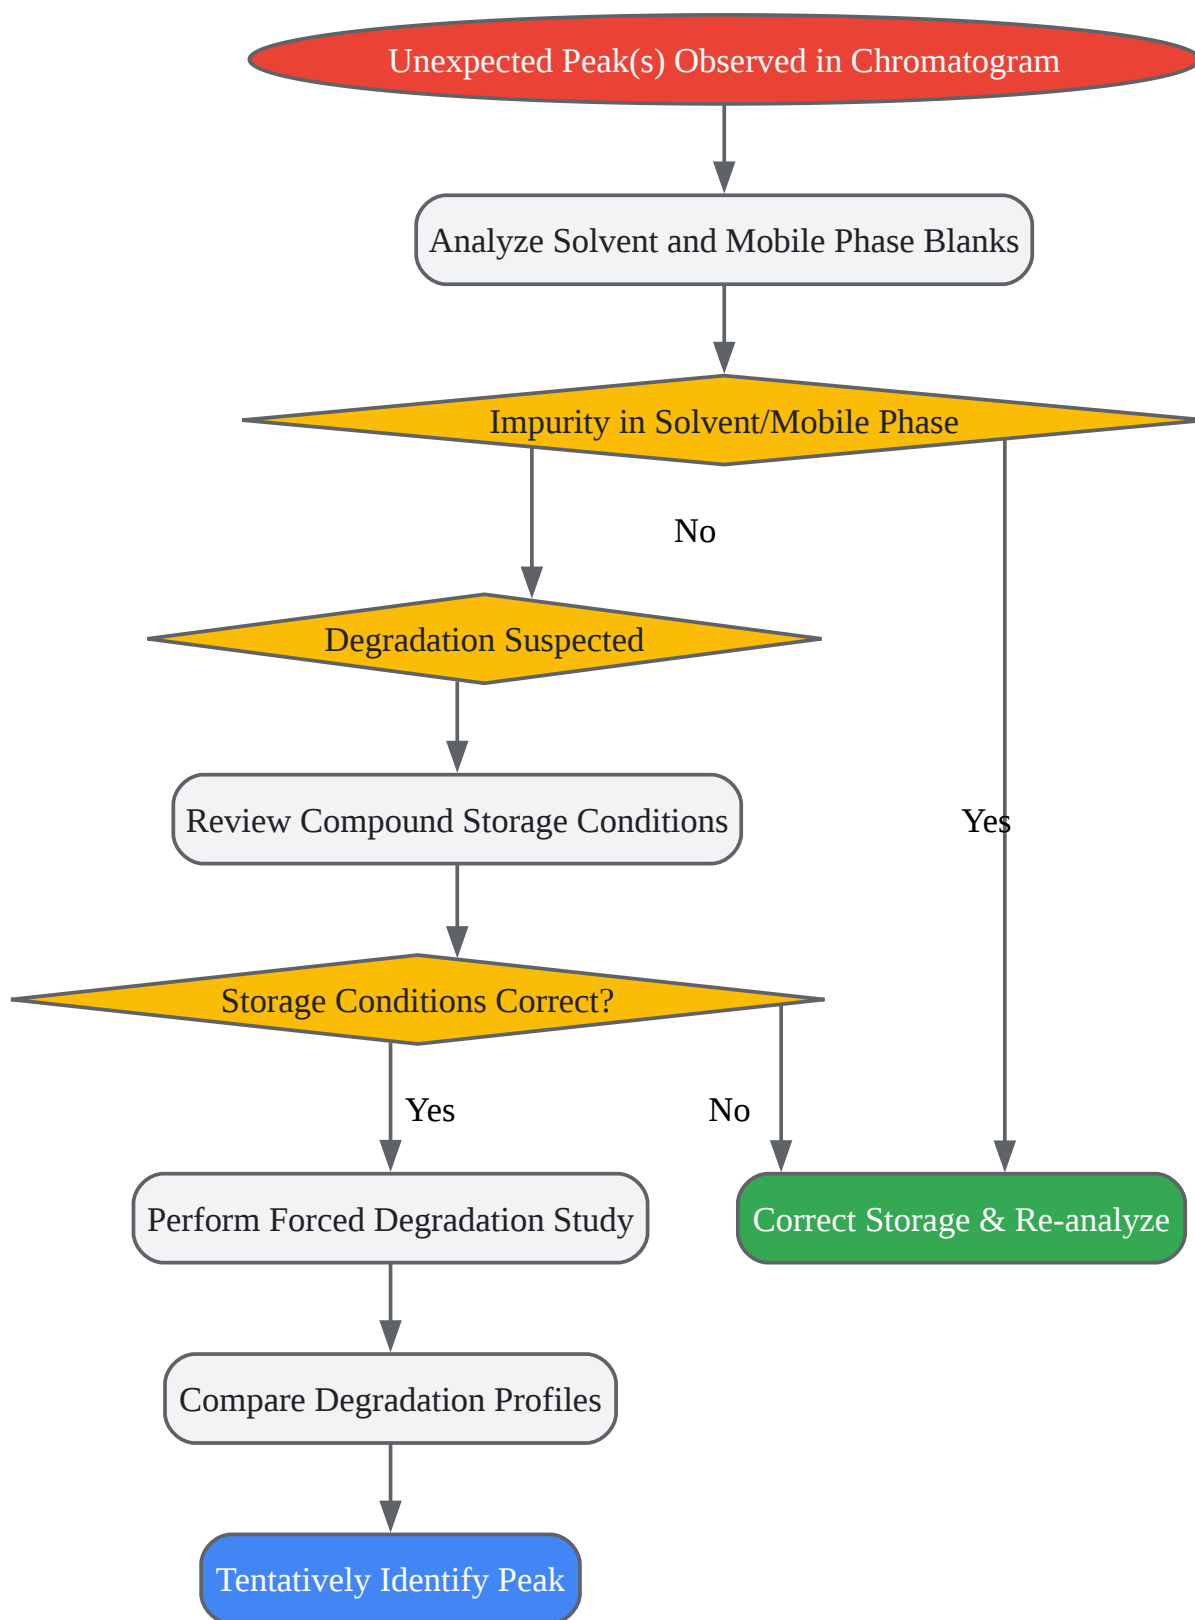 Unexpected Peak(s) Observed in Chromatogram
Analyze Solvent and Mobile Phase Blanks
Impurity in Solvent/Mobile Phase
No
Degradation Suspected
Review Compound Storage Conditions
Yes
Storage Conditions Correct?
Yes
No
Perform Forced Degradation Study
Correct Storage & Re-analyze
Compare Degradation Profiles
Tentatively Identify Peak